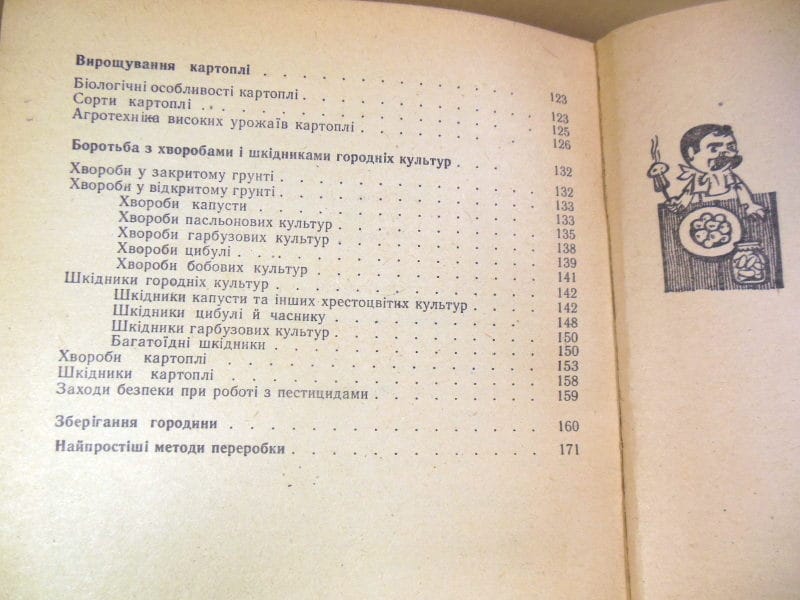 Вирощування картоплі . . . . . . . . . . . . 123
Біологічні особливості картоплі . . . . . . . . . . 123
Сорти картоплі . . . . . . . . . . . . . . 125
Агротехніка високих урожаїв картоплі . . . . . . . . 126
Боротьба з хворобами і шкідниками городніх культур . . . . 132
Хвороби у закритому грунті . . . . . . . . . . . 132
Хвороби у відкритому грунті . . . . . . . . . . . 133
Хвороби капусти . . . . . . . . . . . . 133
Хвороби пасльонових культур . . . . . . . . . 135
Хвороби гарбузових культур . . . . . . . . . 138
Хвороби цибулі . . . . . . . . . . . . 139
Хвороби бобових культур . . . . . . . . . . 141
Шкідники городніх культур . . . . . . . . . . . 142
Шкідники капусти та інших хрестоцвітих культур . . . 142
Шкідники цибулі й часнику . . . . . . . . . 148
Шкідники гарбузових культур . . . . . . . . . 150
Багатоїдні шкідники . . . . . . . . . . . 150
Хвороби картоплі . . . . . . . . . . . . . . 153
Шкідники картоплі . . . . . . . . . . . . . 158
Заходи безпеки при роботі з пестицидами . . . . . . . 159
Зберігання городини . . . . . . . . . . . . . 160
Найпростіші методи переробки . . . . . . . . . . . 171